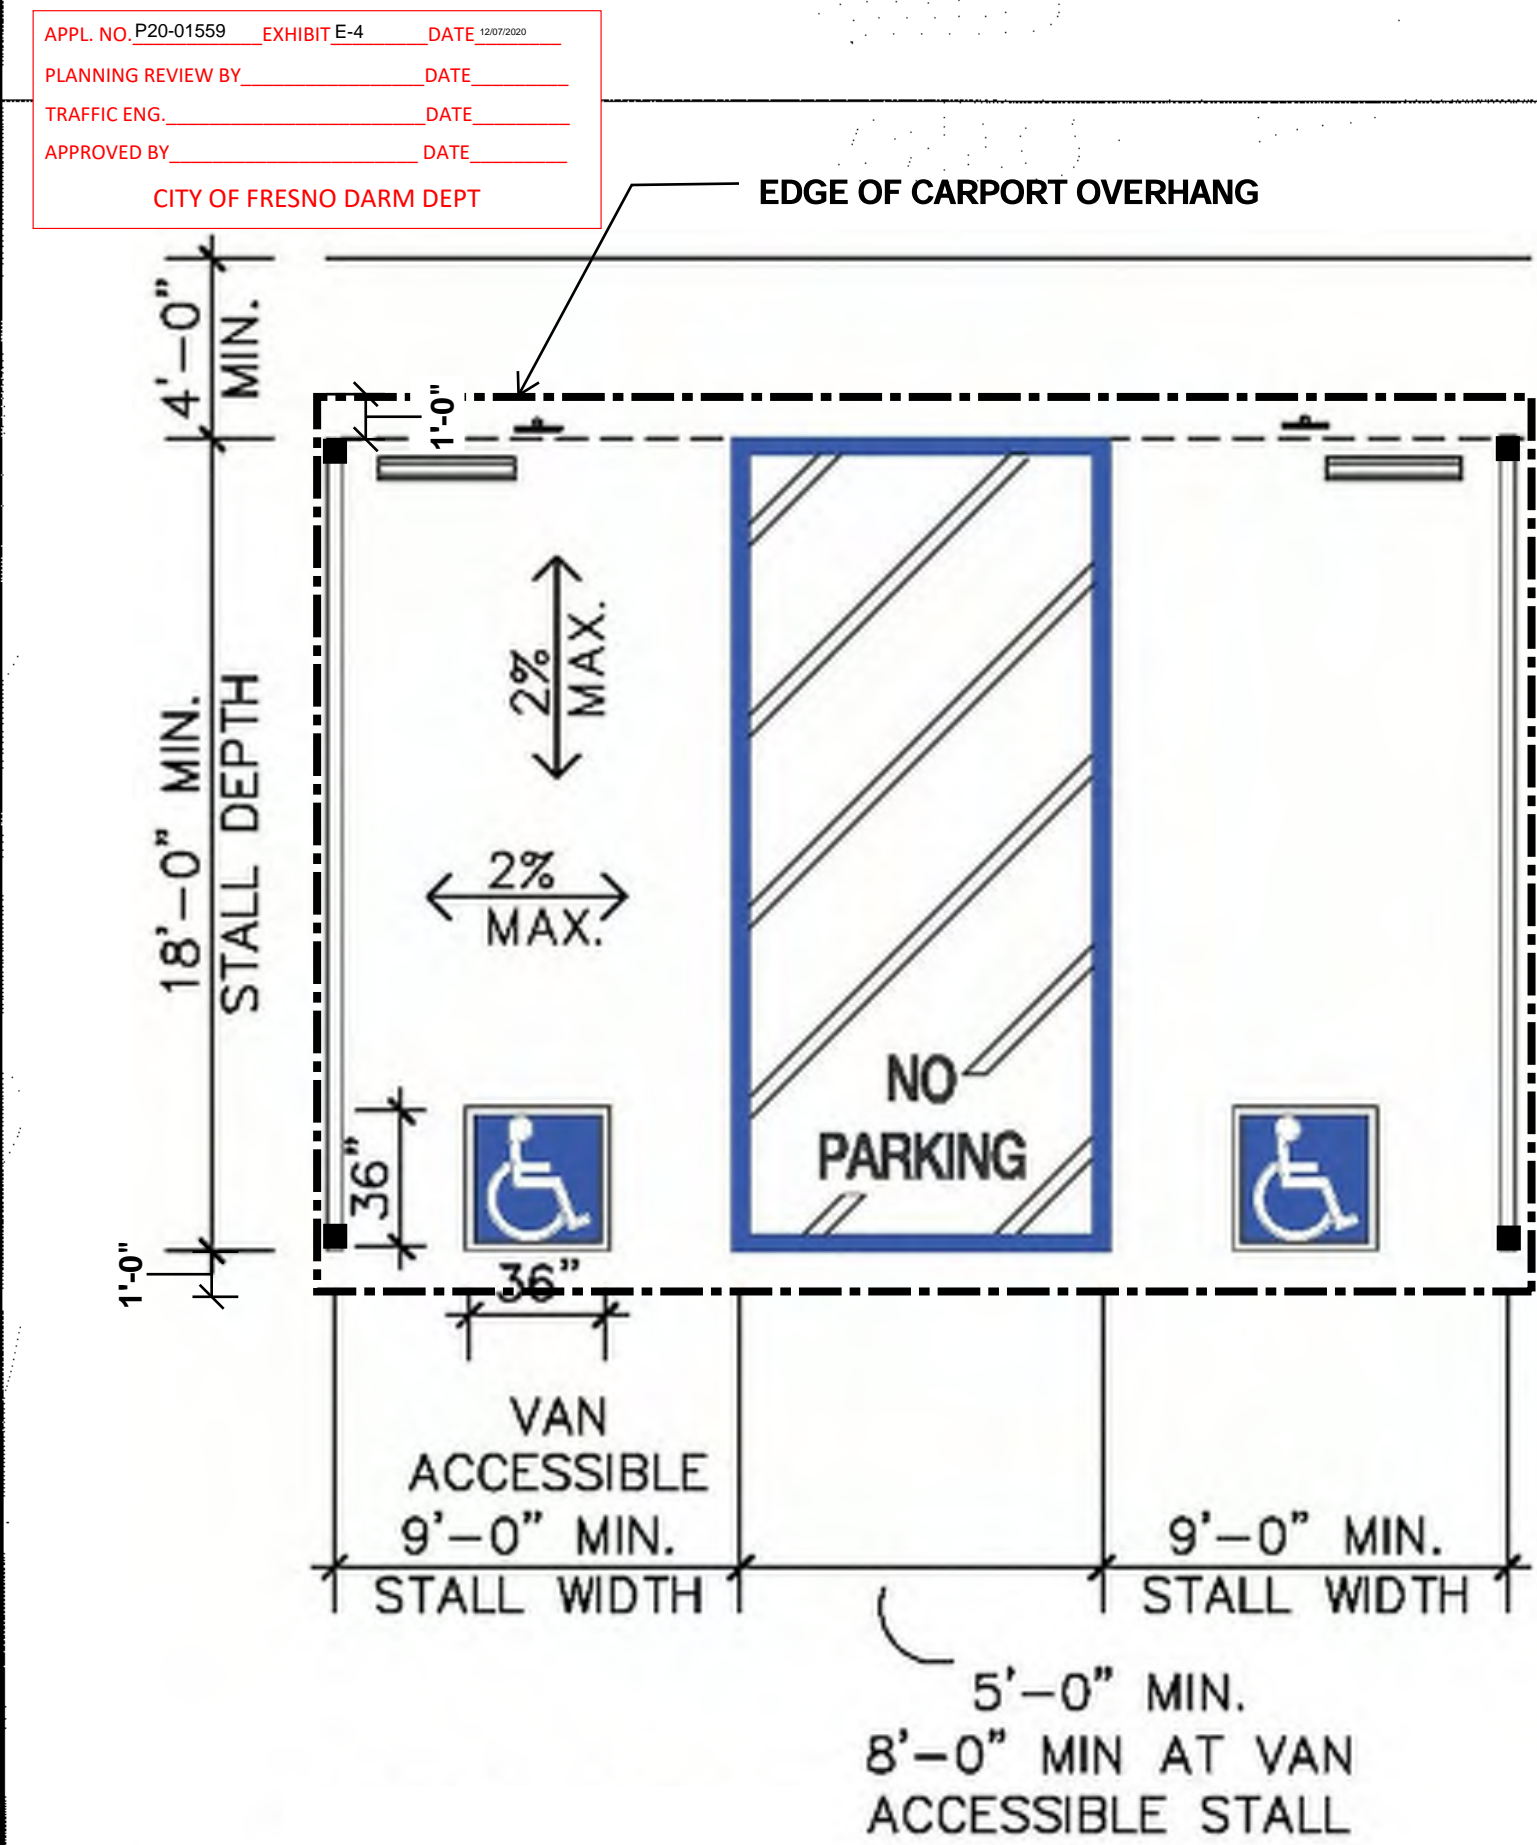 APPL. NO. P20-01559 EXHIBIT E-4 DATE 12/07/2020
PLANNING REVIEW BY DATE
TRAFFIC ENG. DATE
APPROVED BY DATE
CITY OF FRESNO DARM DEPT
EDGE OF CARPORT OVERHANG
4'-0"
MIN.
1'-0"
18'-0" MIN.
STALL DEPTH
2%
MAX.
2%
MAX.
NO
PARKING
36"
36"
1'-0"
VAN
ACCESSIBLE
9'-0" MIN.
STALL WIDTH
9'-0" MIN.
STALL WIDTH
5'-0" MIN.
8'-0" MIN AT VAN
ACCESSIBLE STALL